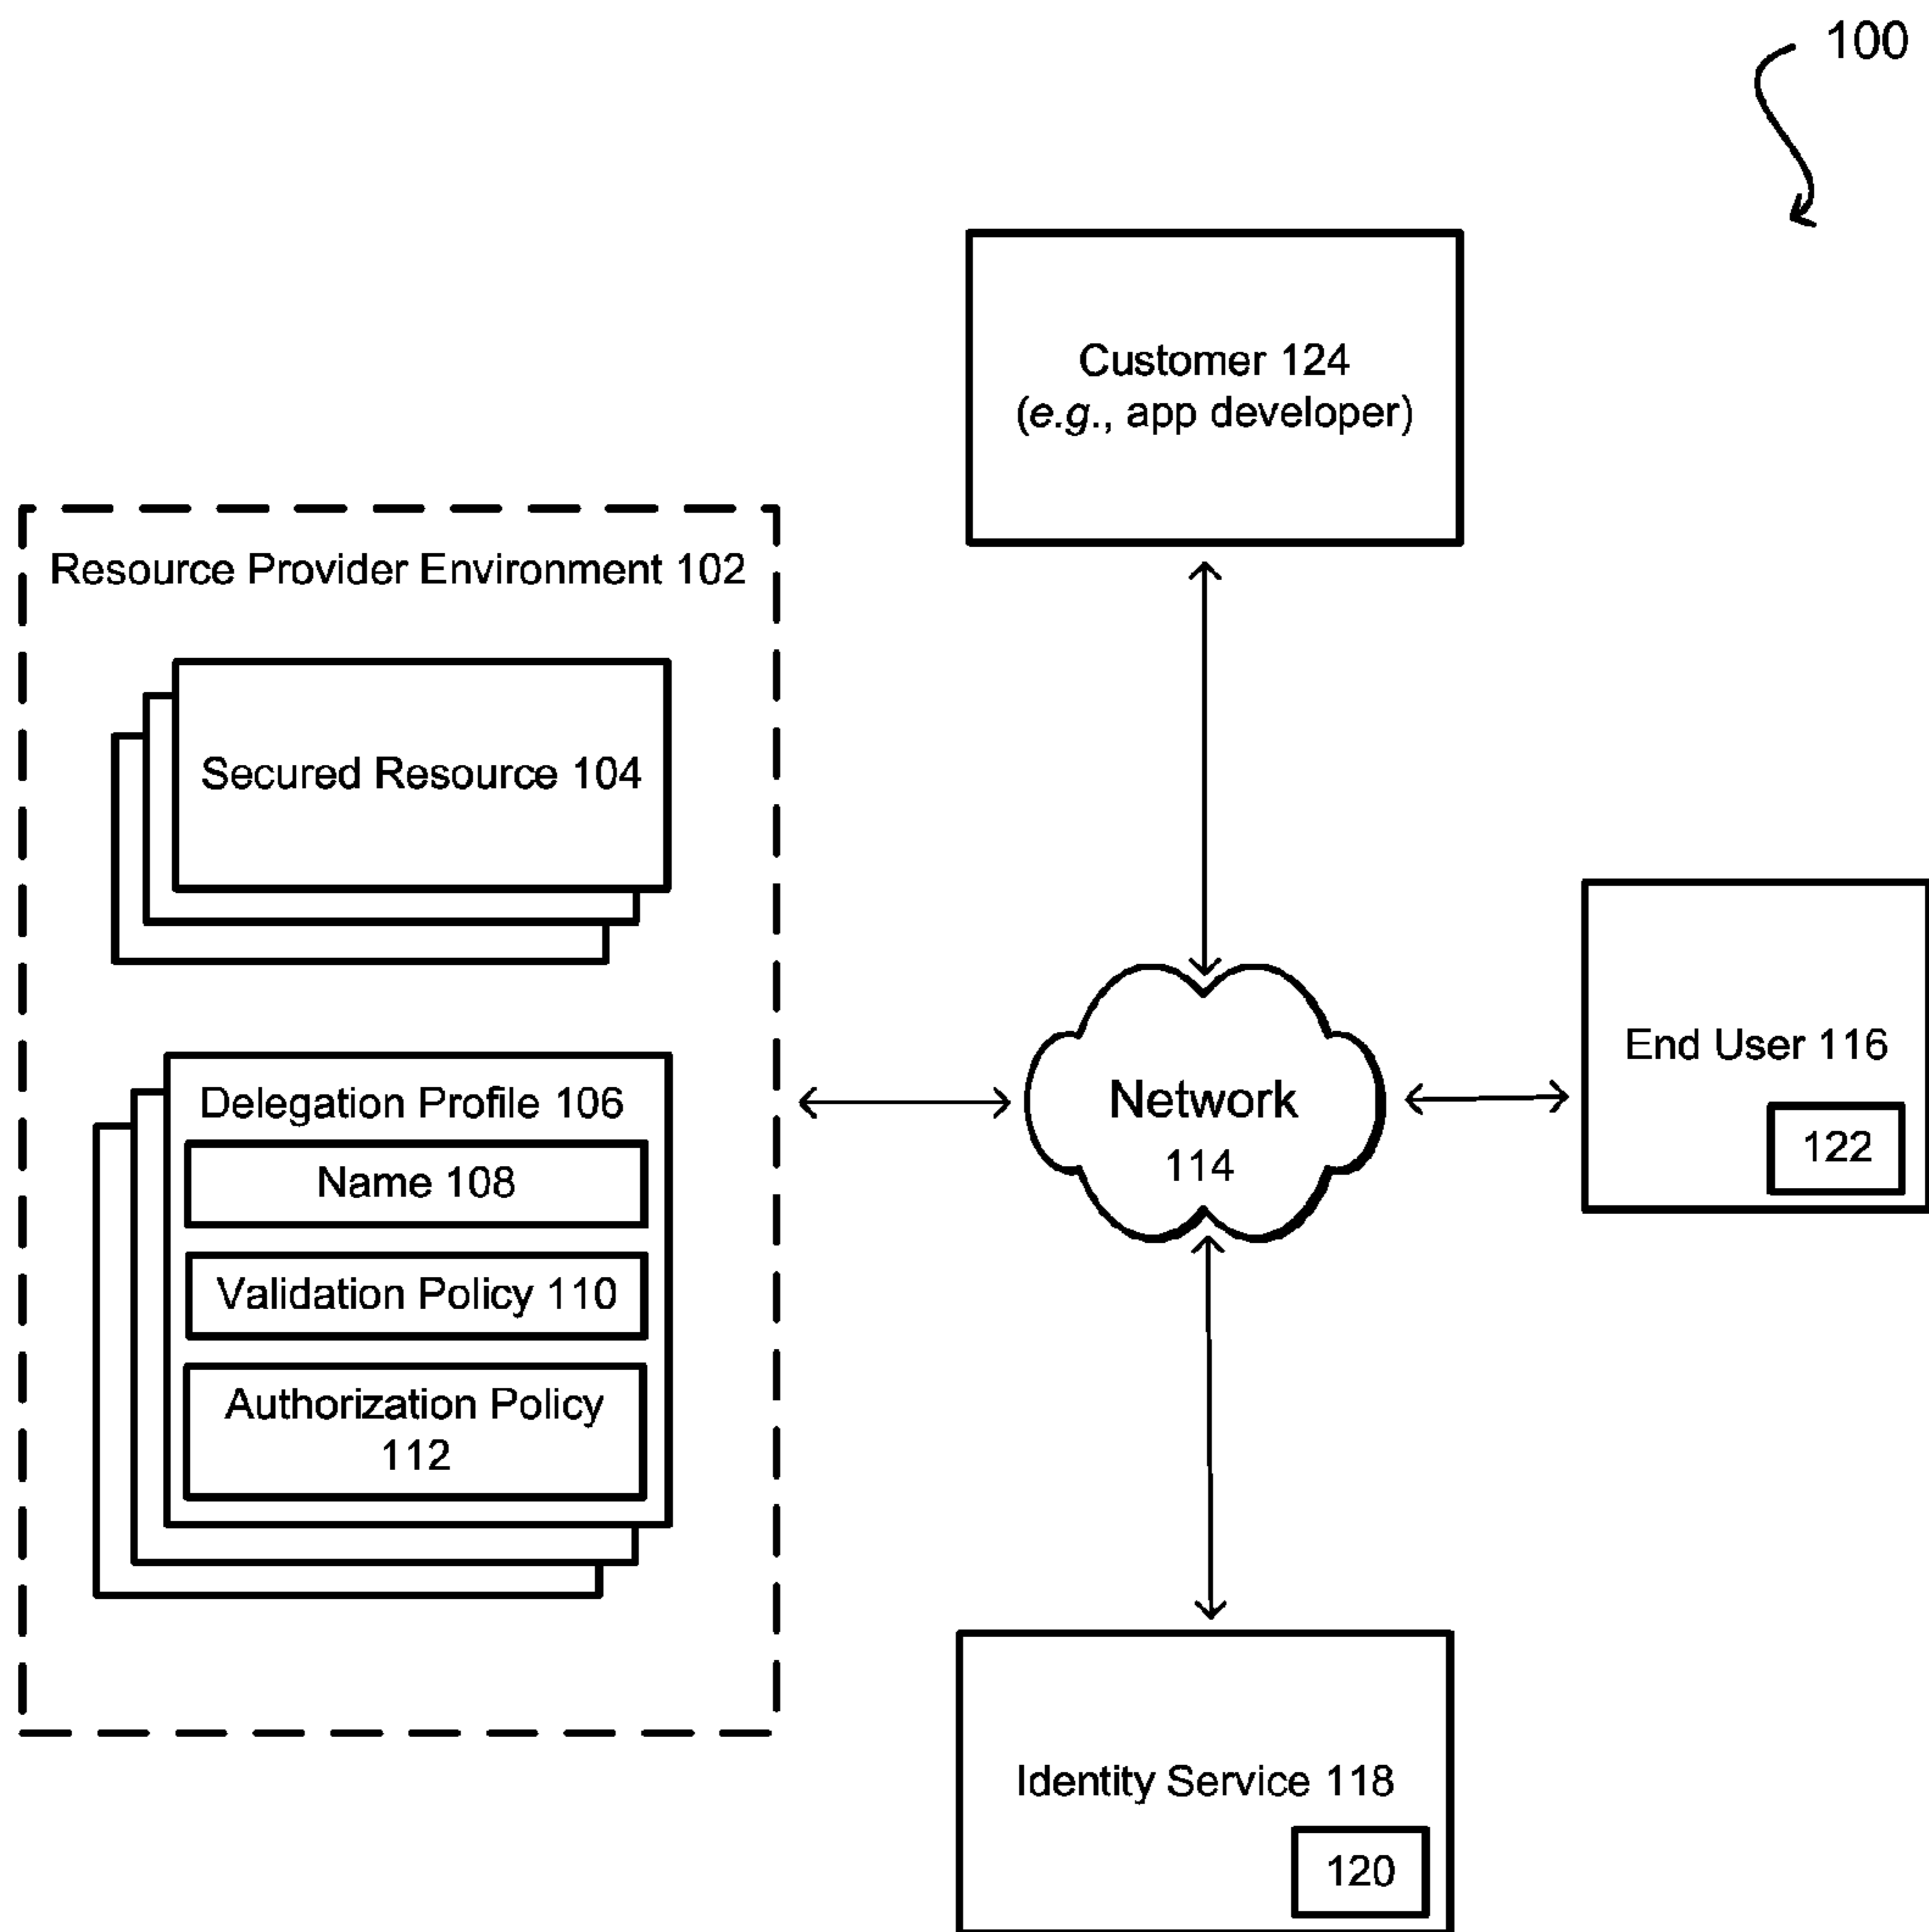 100
Customer 124
(e.g., app developer)
Resource Provider Environment 102
Secured Resource 104
Delegation Profile 106
Name 108
Validation Policy 110
Authorization Policy
112
Network
114
End User 116
122
Identity Service 118
120